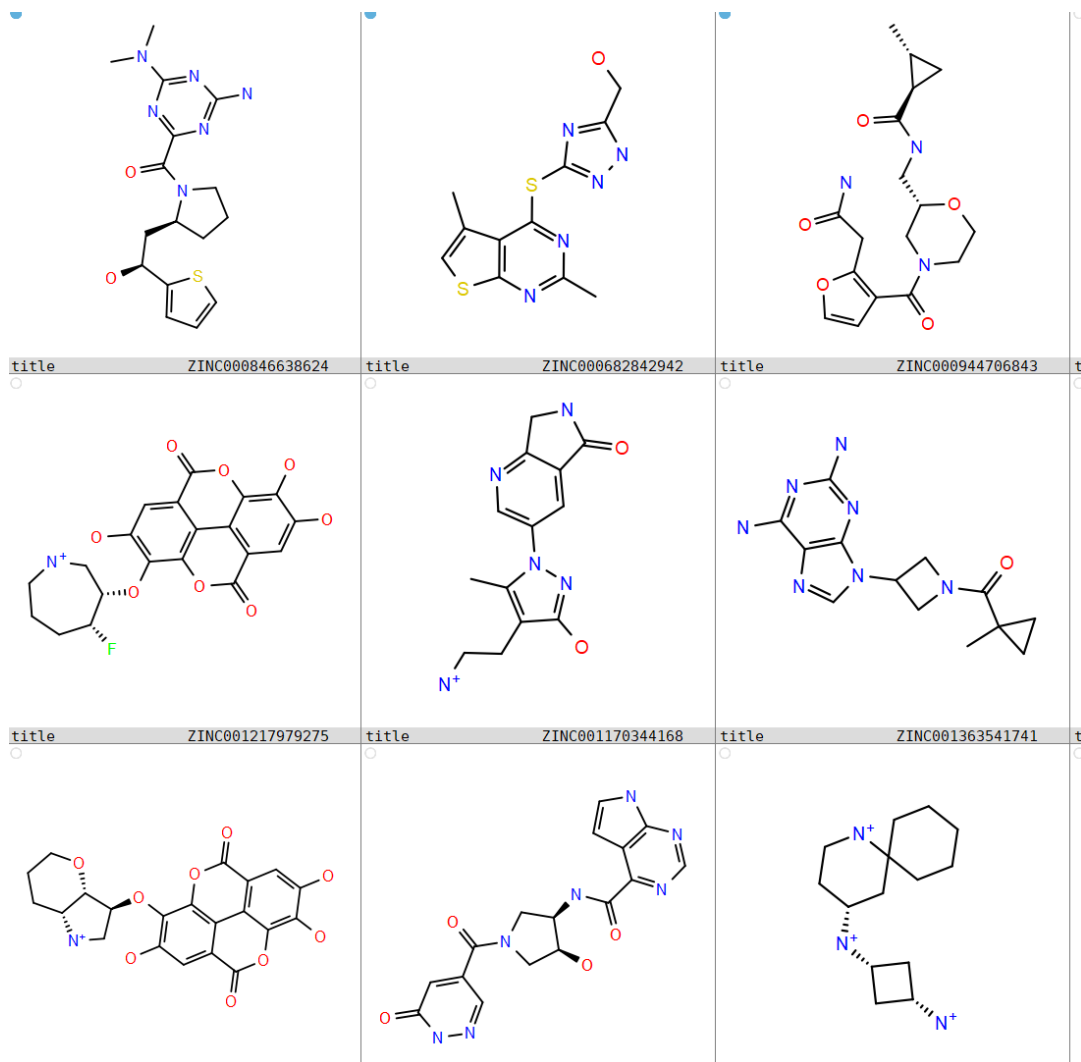 title ZINC000846638624 title ZINC000682842942 title ZINC000944706843
title ZINC001217979275 title ZINC001170344168 title ZINC001363541741
N
N
N
N
N
O
N
O
S
O
N
N
N
S
N
N
S
O
N
N
O
O
O
N
O
N
O
O
O
O
O
N+
O
O
O
F
N
O
N
N
N
O
N+
N
N
N
N
N
N
N
N
O
O
O
O
O
O
N+
O
O
O
O
N
N
N
N
O
O
N
O
O
N
N
N+
N+
N+